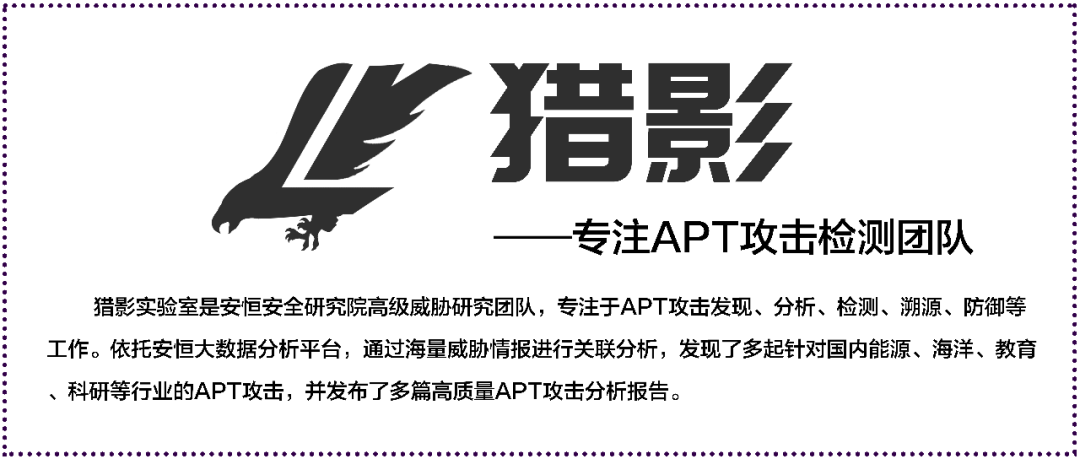 猎影
——专注APT攻击检测团队
猎影实验室是安恒安全研究院高级威胁研究团队，专注于APT攻击发现、分析、检测、溯源、防御等
工作。依托安恒大数据分析平台，通过海量威胁情报进行关联分析，发现了多起针对国内能源、海洋、教育
、科研等行业的APT攻击，并发布了多篇高质量APT攻击分析报告。